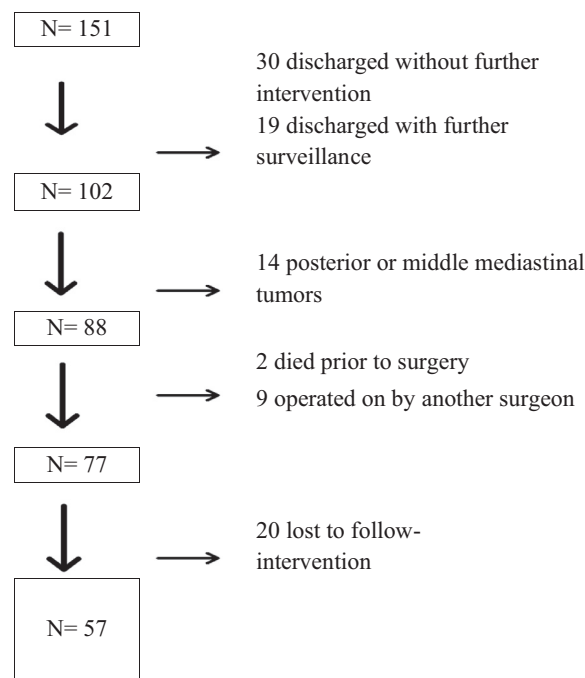 N= 151
30 discharged without further
intervention
19 discharged with further
surveillance
N= 102
14 posterior or middle mediastinal
tumors
N= 88
2 died prior to surgery
9 operated on by another surgeon
N= 77
20 lost to follow-
intervention
N= 57